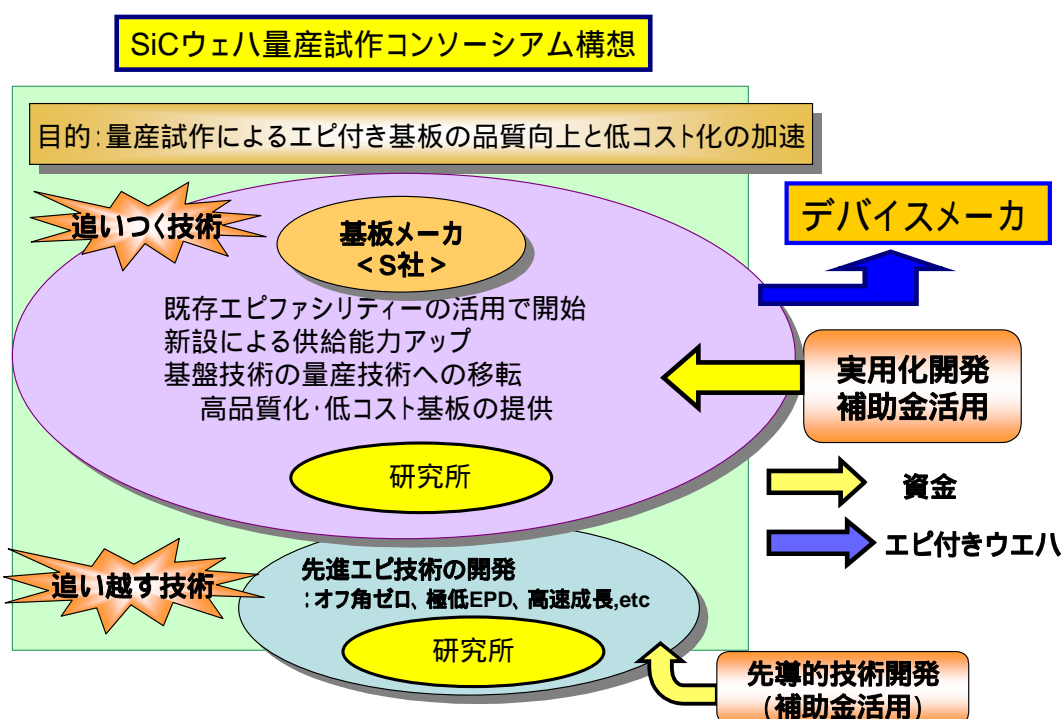 SiCウェハ量産試作コンソーシアム構想
目的:量産試作によるエピ付き基板の品質向上と低コスト化の加速
追いつく技術
基板メーカ
<S社>
デバイスメーカ
既存エピファシリティーの活用で開始
新設による供給能力アップ
基盤技術の量産技術への移転
高品質化・低コスト基板の提供
実用化開発
補助金活用
研究所
資金
エピ付きウエハ
追い越す技術
先進エピ技術の開発
:オフ角ゼロ、極低EPD、高速成長,etc
研究所
先導的技術開発
(補助金活用)